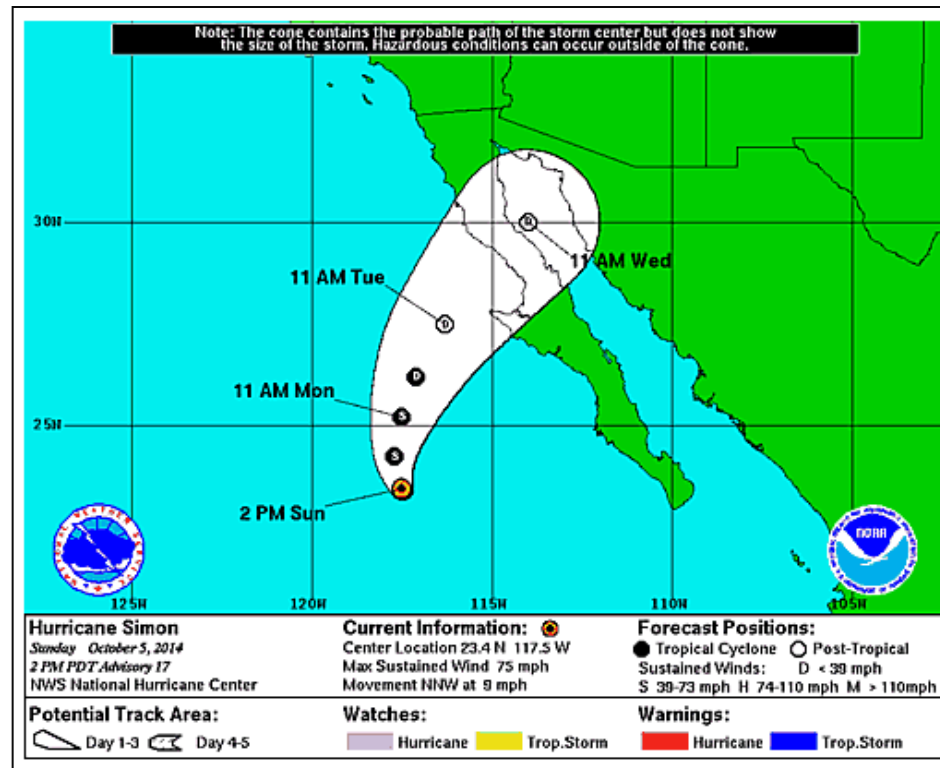 Note: The cone contains the probable path of the storm center but does not show
the size of the storm. Hazardous conditions can occur outside of the cone.
30N
11 AM Wed
D
11 AM Tue
D
D
11 AM Mon
S
25N
S
2 PM Sun
NOAA
125W 120W 115W 110W 105W
Hurricane Simon
Sunday October 5, 2014
2 PM PDT Advisory 17
NWS National Hurricane Center
Current Information:
Center Location 23.4 N 117.5 W
Max Sustained Wind 75 mph
Movement NNW at 9 mph
Forecast Positions:
Tropical Cyclone Post-Tropical
Sustained Winds: D < 39 mph
S 39-73 mph H 74-110 mph M > 110mph
Potential Track Area:
Day 1-3 Day 4-5
Watches:
Hurricane Trop.Storm
Warnings:
Hurricane Trop.Storm